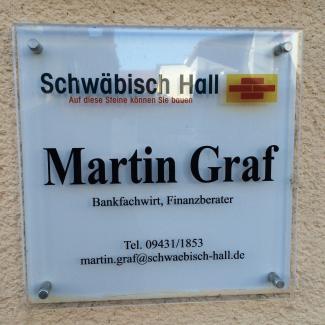 Schwäbisch Hall
Auf diese Steine können Sie bauen
Martin Graf
Bankfachwirt, Finanzberater
Tel. 09431/1853
martin.graf@schwaebisch-hall.de